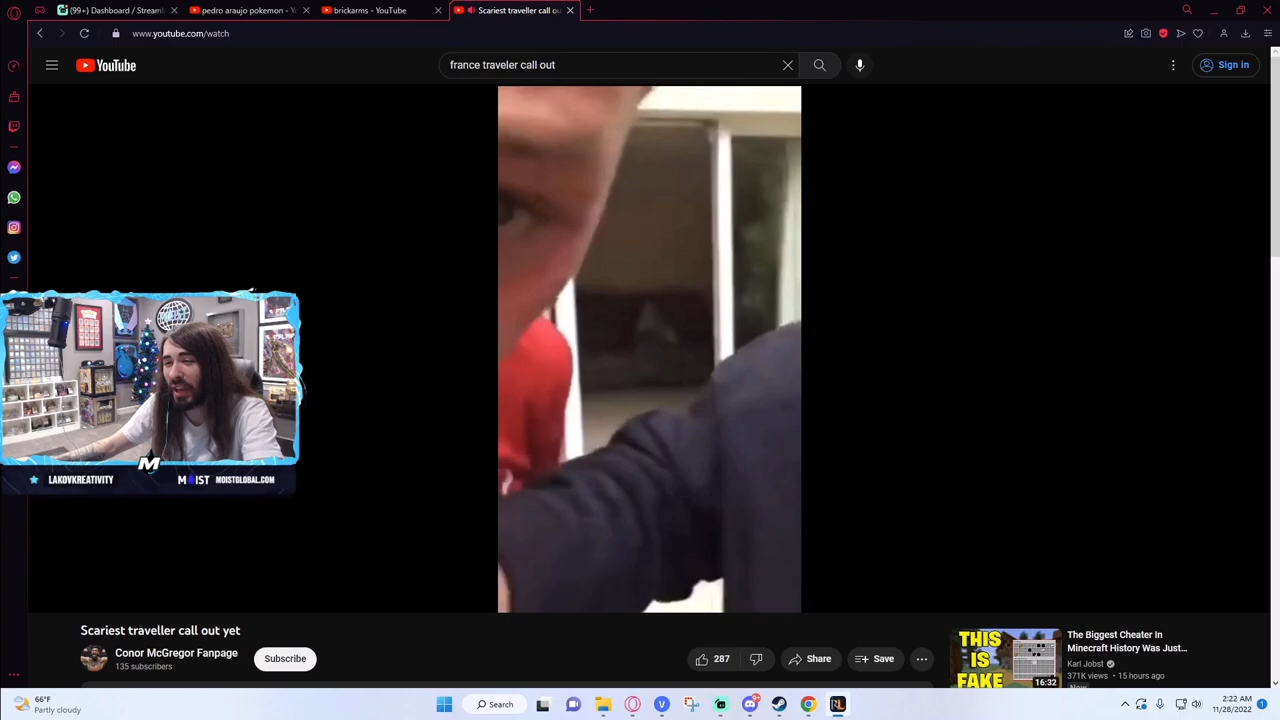 (99+) Dashboard / Streaml
pedro araujo pokemon - Yo
brickarms - YouTube
Scariest traveller call ou
www.youtube.com/watch
YouTube
france traveler call out
Sign in
M
LAKOVKREATIVITY
MOIST
MOISTGLOBAL.COM
Scariest traveller call out yet
Conor McGregor Fanpage
135 subscribers
Subscribe
287
Share
Save
THIS
IS
FAKE
16:32
The Biggest Cheater In
Minecraft History Was Just...
Karl Jobst
371K views • 15 hours ago
New
66°F
Partly cloudy
Search
2:22 AM
11/28/2022